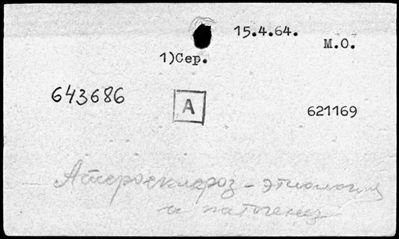 15.4.64.
М.О.
1)Сер.
643686
А
621169
Атеросклероз - этиология
и патогенез